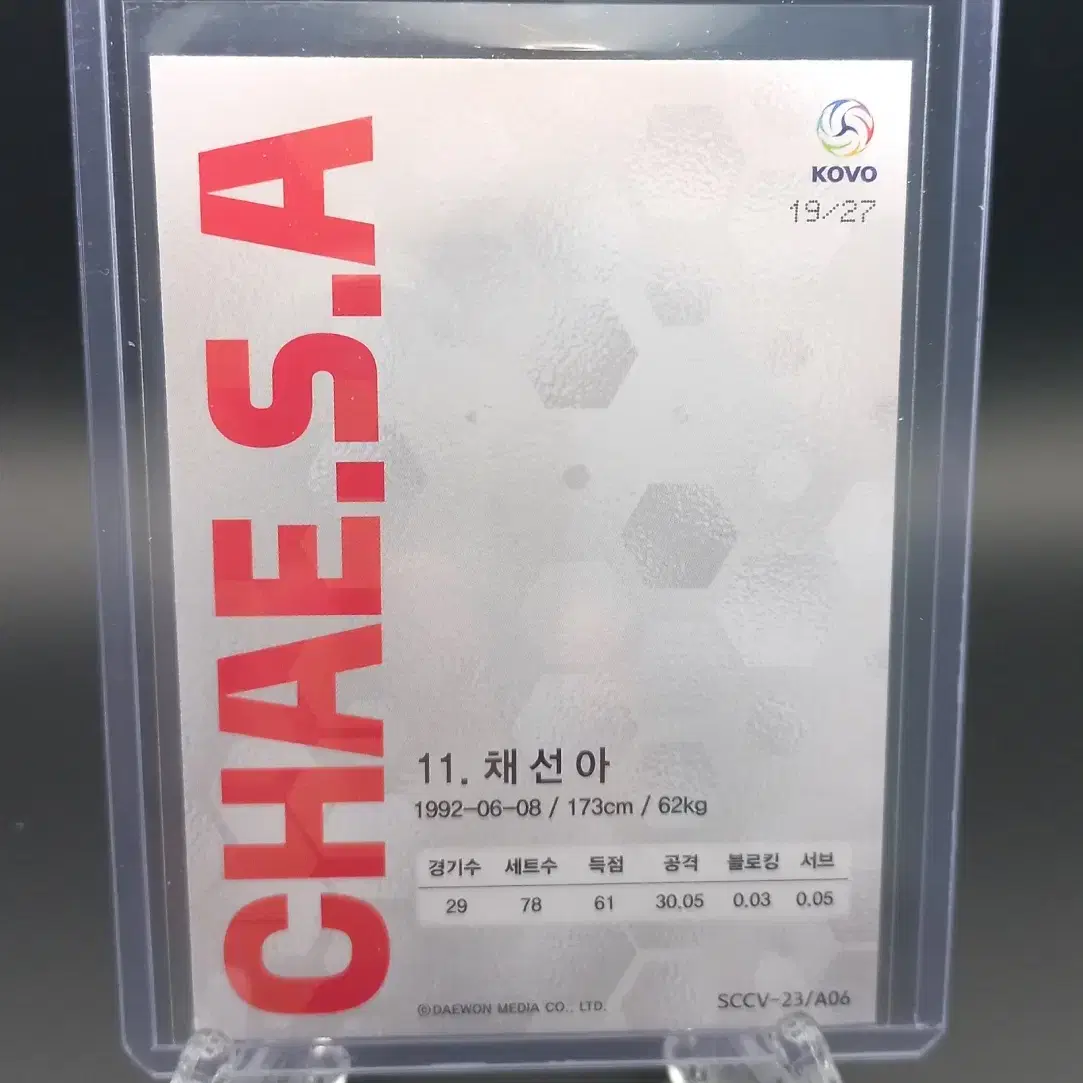 CHAE.S.A
KOVO
19/27
11. 채선아
1992-06-08 / 173cm / 62kg
경기수 세트수 득점 공격 블로킹 서브
29 78 61 30.05 0.03 0.05
©DAEWON MEDIA CO., LTD.
SCCV-23/A06